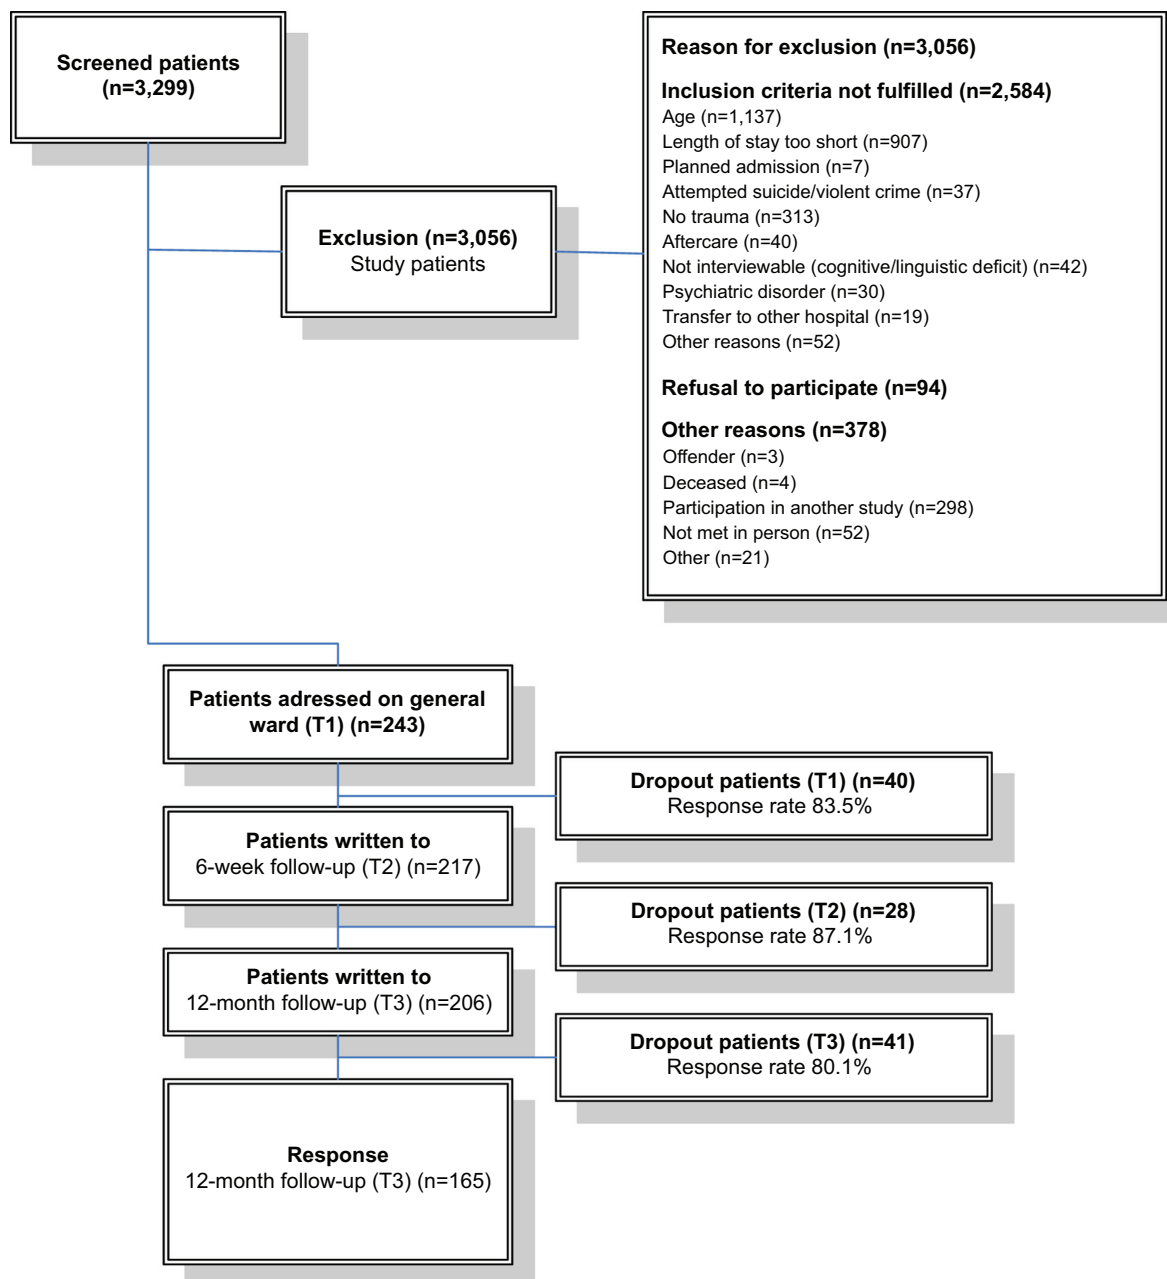 Screened patients
(n=3,299)
Exclusion (n=3,056)
Study patients
Reason for exclusion (n=3,056)
Inclusion criteria not fulfilled (n=2,584)
Age (n=1,137)
Length of stay too short (n=907)
Planned admission (n=7)
Attempted suicide/violent crime (n=37)
No trauma (n=313)
Aftercare (n=40)
Not interviewable (cognitive/linguistic deficit) (n=42)
Psychiatric disorder (n=30)
Transfer to other hospital (n=19)
Other reasons (n=52)
Refusal to participate (n=94)
Other reasons (n=378)
Offender (n=3)
Deceased (n=4)
Participation in another study (n=298)
Not met in person (n=52)
Other (n=21)
Patients adressed on general
ward (T1) (n=243)
Dropout patients (T1) (n=40)
Response rate 83.5%
Patients written to
6-week follow-up (T2) (n=217)
Dropout patients (T2) (n=28)
Response rate 87.1%
Patients written to
12-month follow-up (T3) (n=206)
Dropout patients (T3) (n=41)
Response rate 80.1%
Response
12-month follow-up (T3) (n=165)